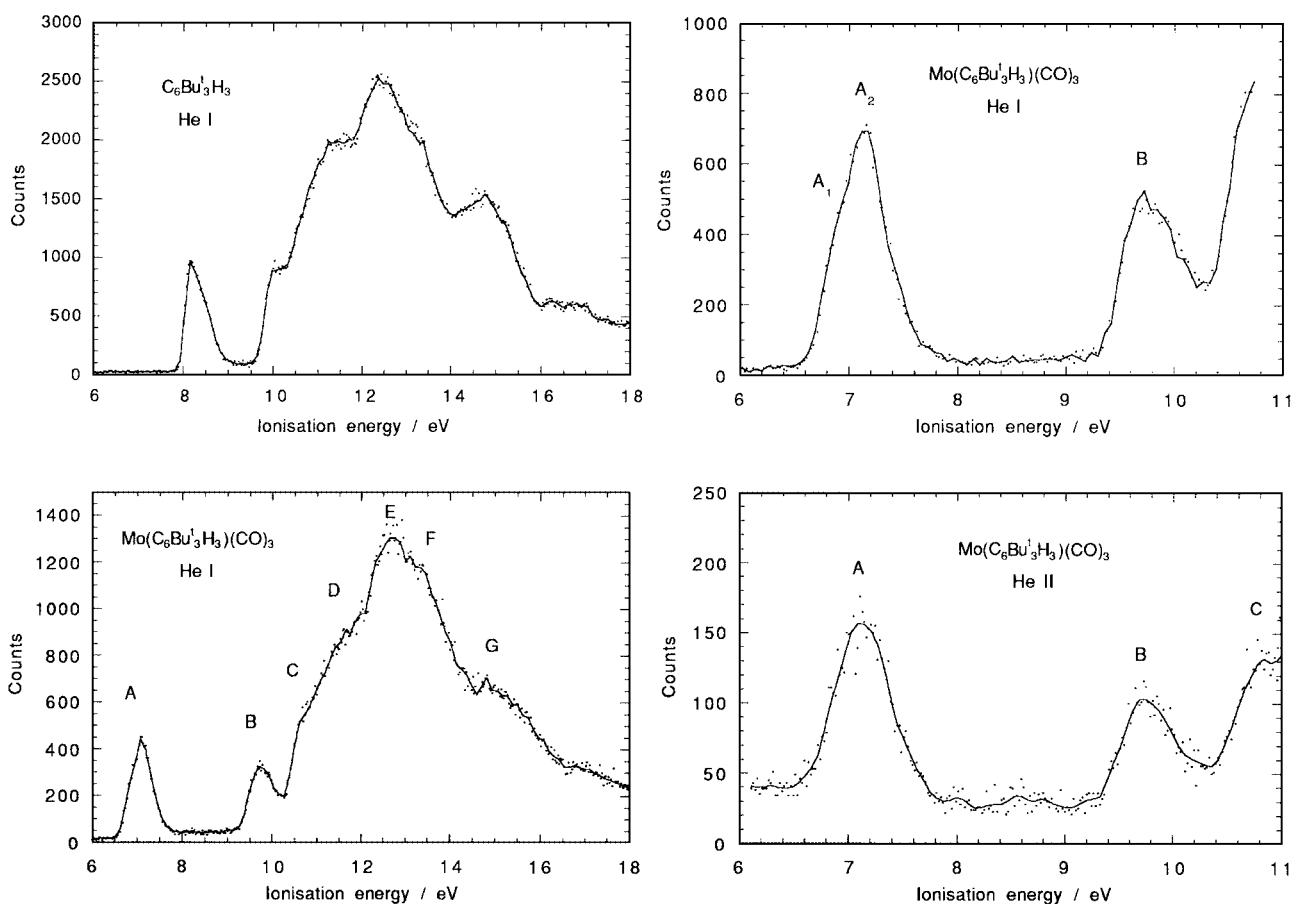 3000
2500
2000
1500
1000
500
0
Counts
C₆Buᵗ₃H₃
He I
6 8 10 12 14 16 18
Ionisation energy / eV
1000
800
600
400
200
0
Counts
Mo(C₆Buᵗ₃H₃)(CO)₃
He I
A₂
A₁
B
6 7 8 9 10 11
Ionisation energy / eV
1400
1200
1000
800
600
400
200
0
Counts
Mo(C₆Buᵗ₃H₃)(CO)₃
He I
A
B
C
D
E
F
G
6 8 10 12 14 16 18
Ionisation energy / eV
250
200
150
100
50
0
Counts
Mo(C₆Buᵗ₃H₃)(CO)₃
He II
A
B
C
6 7 8 9 10 11
Ionisation energy / eV